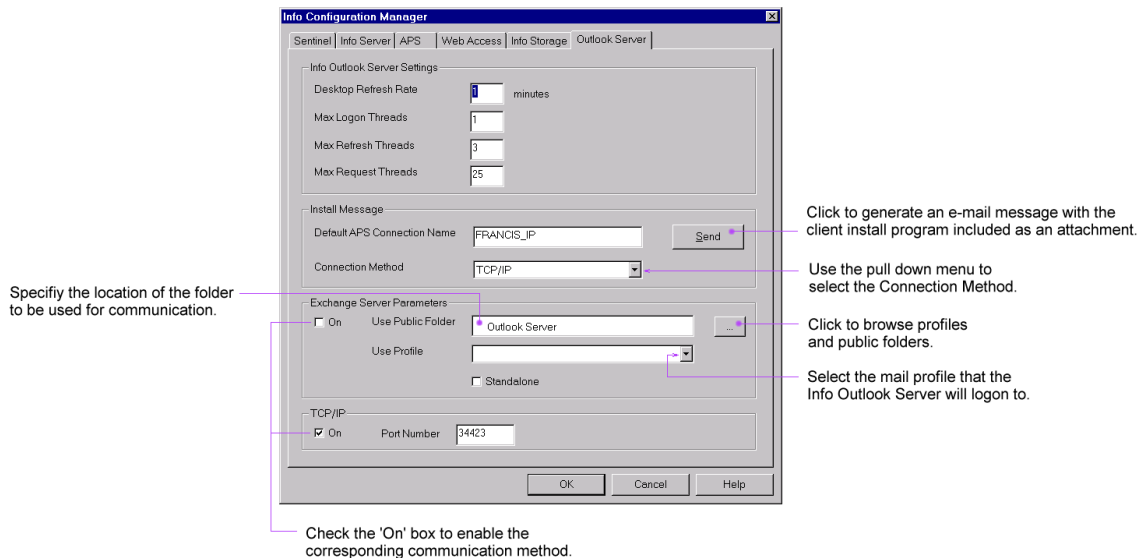 Info Configuration Manager
Sentinel Info Server APS Web Access Info Storage Outlook Server
Info Outlook Server Settings
Desktop Refresh Rate 1 minutes
Max Logon Threads 1
Max Refresh Threads 3
Max Request Threads 25
Install Message
Default APS Connection Name FRANCIS_IP Send
Connection Method TCP/IP
Exchange Server Parameters
On Use Public Folder Outlook Server ...
Use Profile
Standalone
TCP/IP
On Port Number 34423
OK Cancel Help
Click to generate an e-mail message with the
client install program included as an attachment.
Use the pull down menu to
select the Connection Method.
Specifiy the location of the folder
to be used for communication.
Click to browse profiles
and public folders.
Select the mail profile that the
Info Outlook Server will logon to.
Check the 'On' box to enable the
corresponding communication method.